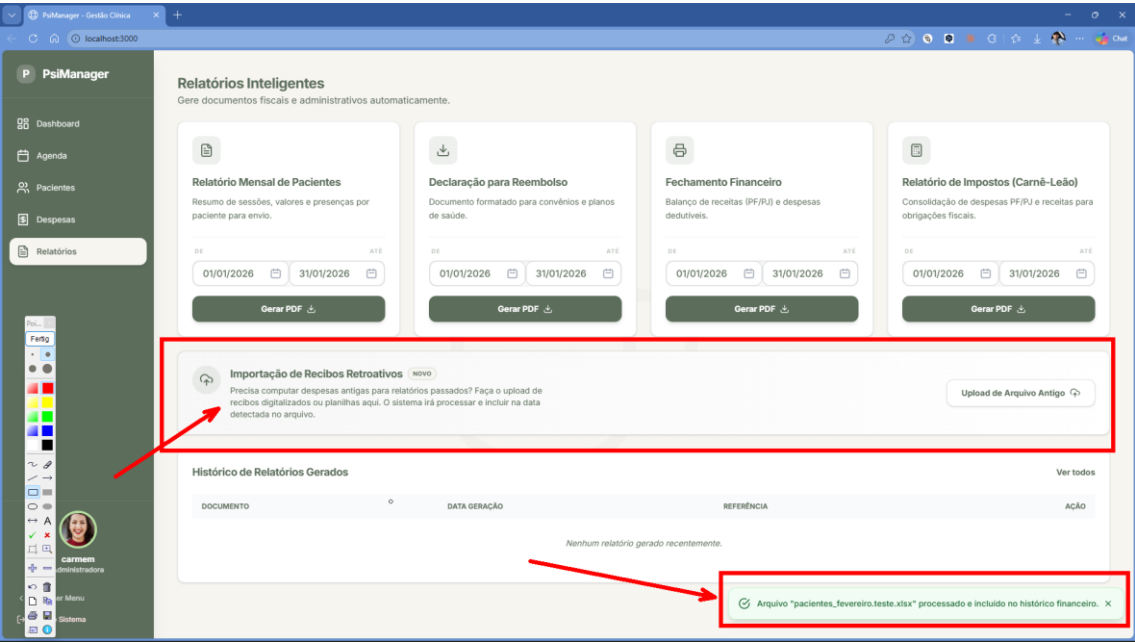 PsiManager - Gestão Clínica
localhost:3000
Chat
P PsiManager
Dashboard
Agenda
Pacientes
Despesas
Relatórios
Relatórios Inteligentes
Gere documentos fiscais e administrativos automaticamente.
Relatório Mensal de Pacientes
Resumo de sessões, valores e presenças por
paciente para envio.
DE ATÉ
01/01/2026 31/01/2026
Gerar PDF
Declaração para Reembolso
Documento formatado para convênios e planos
de saúde.
DE ATÉ
01/01/2026 31/01/2026
Gerar PDF
Fechamento Financeiro
Balanço de receitas (PF/PJ) e despesas
dedutíveis.
DE ATÉ
01/01/2026 31/01/2026
Gerar PDF
Relatório de Impostos (Carnê-Leão)
Consolidação de despesas PF/PJ e receitas para
obrigações fiscais.
DE ATÉ
01/01/2026 31/01/2026
Gerar PDF
Psi...
Fertig
A
Importação de Recibos Retroativos NOVO
Precisa computar despesas antigas para relatórios passados? Faça o upload de
recibos digitalizados ou planilhas aqui. O sistema irá processar e incluir na data
detectada no arquivo.
Upload de Arquivo Antigo
Histórico de Relatórios Gerados
Ver todos
DOCUMENTO DATA GERAÇÃO REFERÊNCIA AÇÃO
Nenhum relatório gerado recentemente.
carmem
dministradora
er Menu
Sistema
Arquivo "pacientes_fevereiro.teste.xlsx" processado e incluído no histórico financeiro.